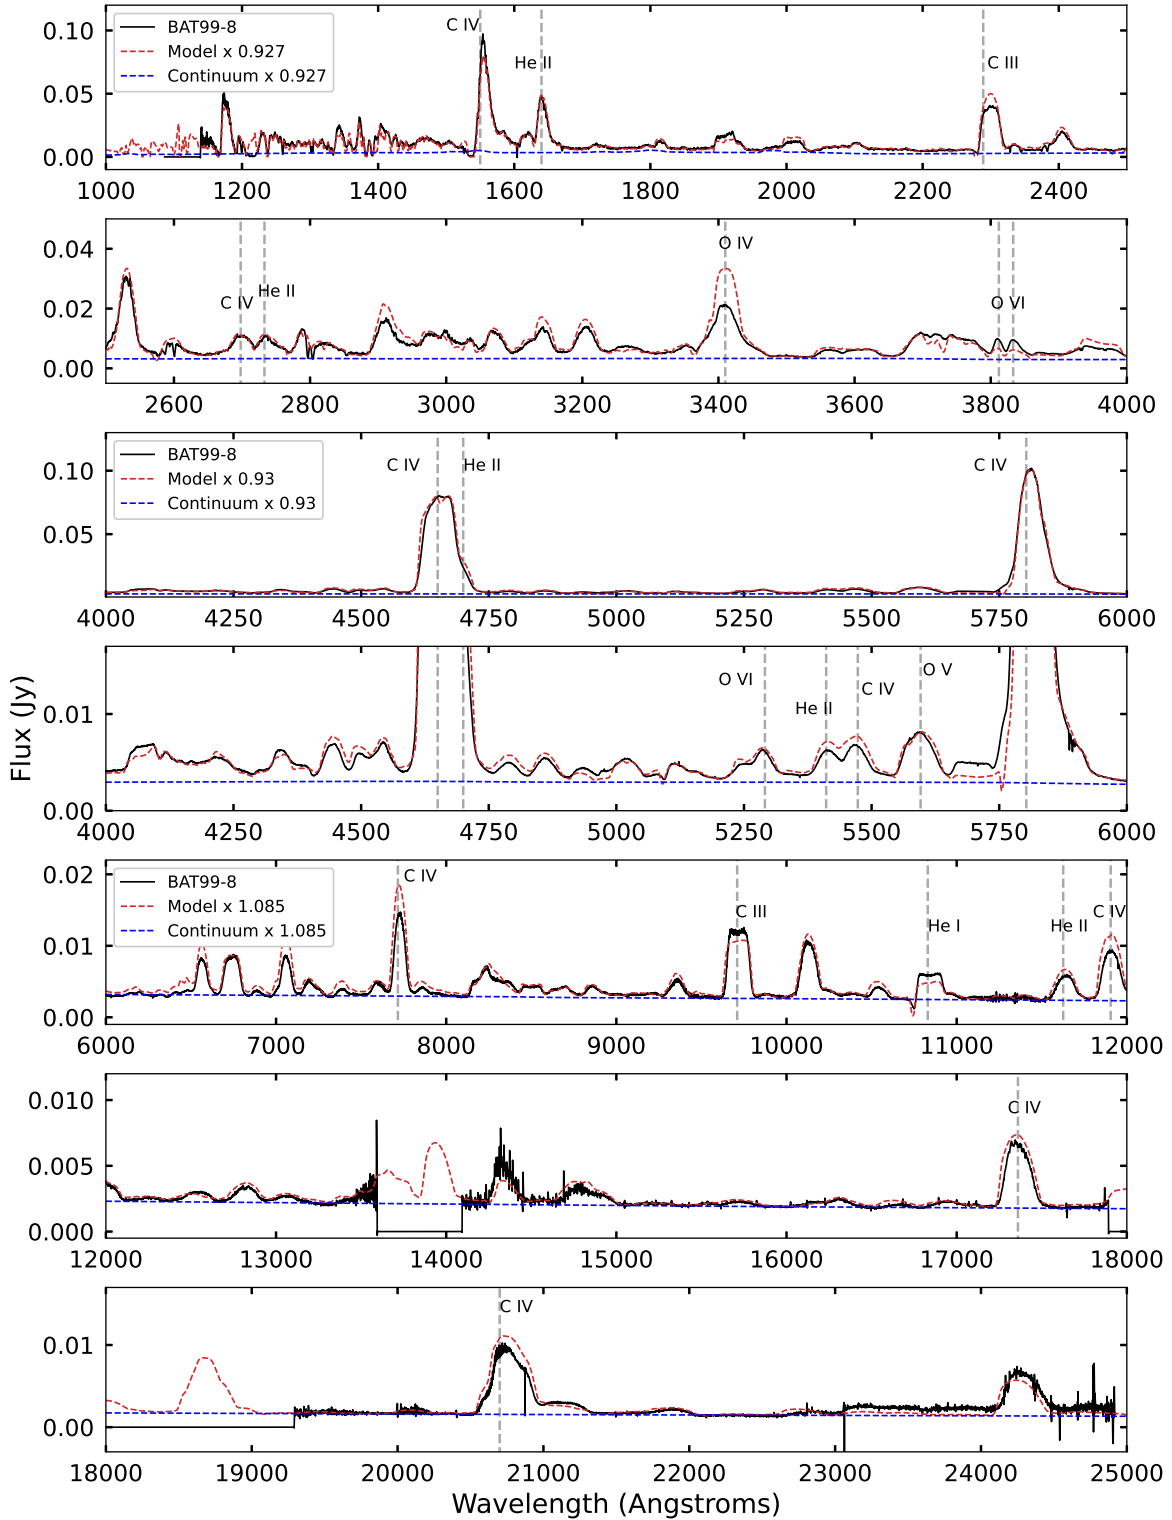 0.10
0.05
0.00
BAT99-8
Model x 0.927
Continuum x 0.927
C IV
He II
C III
1000 1200 1400 1600 1800 2000 2200 2400
0.04
0.02
0.00
C IV
He II
O IV
O VI
2600 2800 3000 3200 3400 3600 3800 4000
0.10
0.05
BAT99-8
Model x 0.93
Continuum x 0.93
C IV
He II
C IV
4000 4250 4500 4750 5000 5250 5500 5750 6000
0.01
0.00
O VI
He II
C IV
O V
4000 4250 4500 4750 5000 5250 5500 5750 6000
0.02
0.01
0.00
BAT99-8
Model x 1.085
Continuum x 1.085
C IV
C III
He I
He II
C IV
6000 7000 8000 9000 10000 11000 12000
0.010
0.005
0.000
C IV
12000 13000 14000 15000 16000 17000 18000
0.01
0.00
C IV
18000 19000 20000 21000 22000 23000 24000 25000
Flux (Jy)
Wavelength (Angstroms)